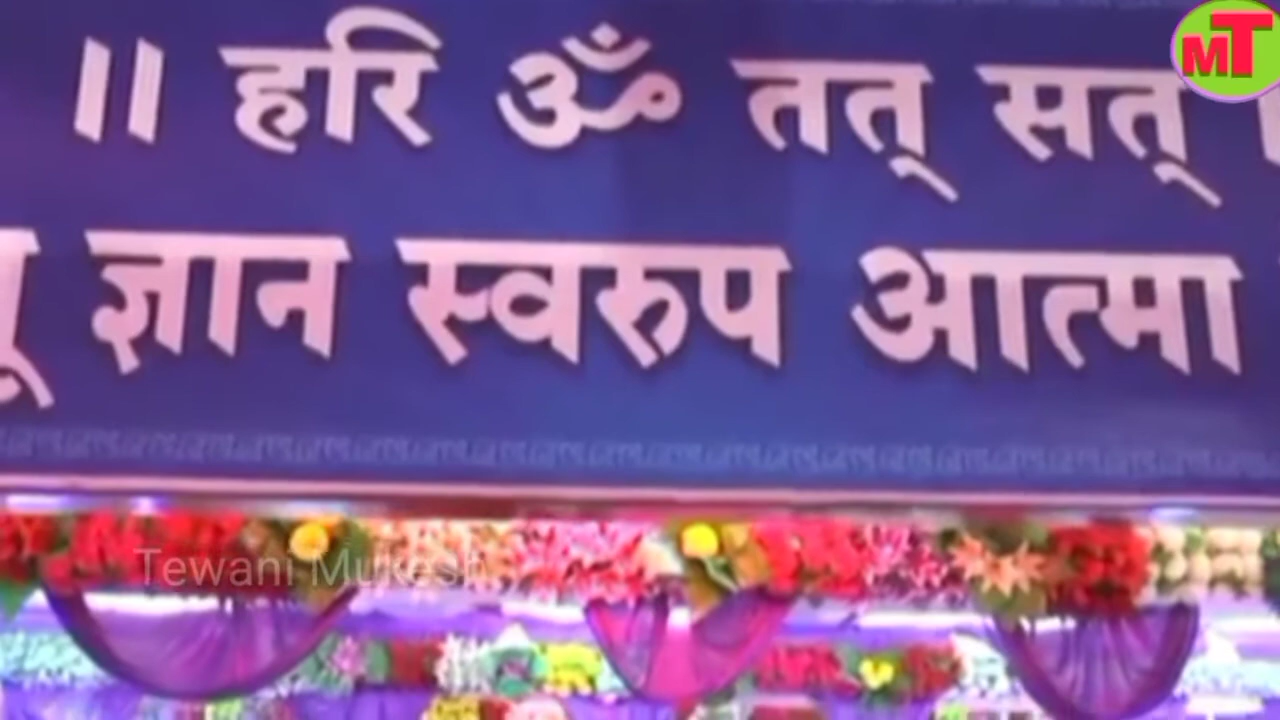 MT
॥ हरि ॐ तत् सत् ।
ज्ञान स्वरुप आत्मा
Tewani Mukesh